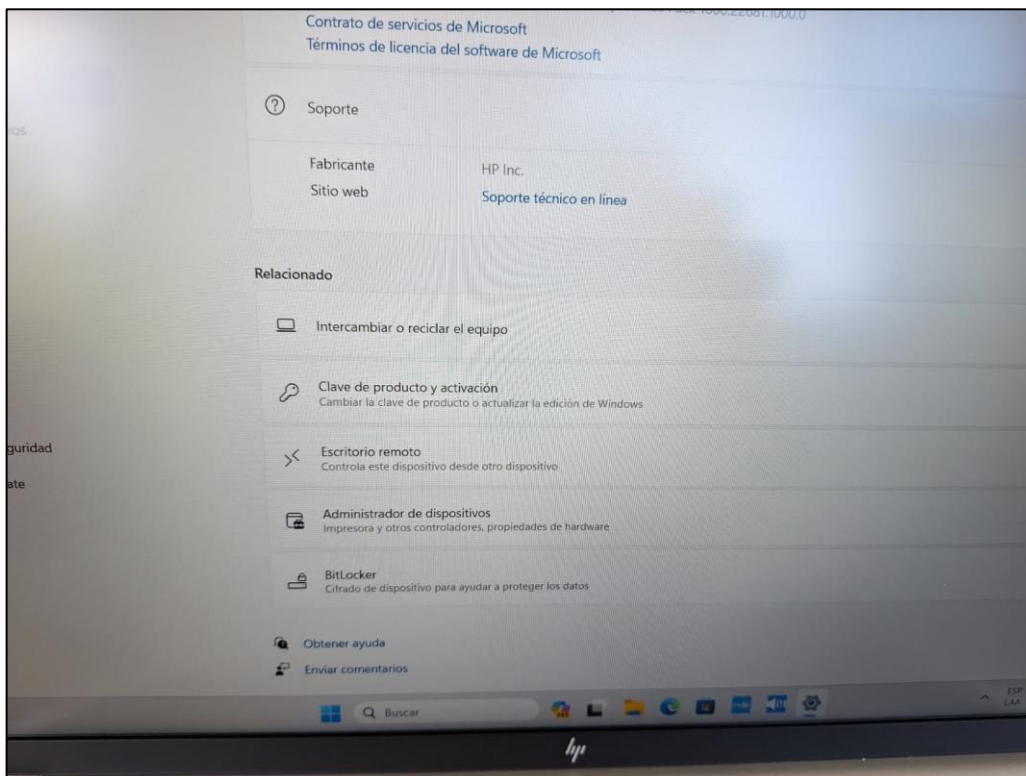 Contrato de servicios de Microsoft
Términos de licencia del software de Microsoft
Soporte
Fabricante HP Inc.
Sitio web Soporte técnico en línea
Relacionado
Intercambiar o reciclar el equipo
Clave de producto y activación
Cambiar la clave de producto o actualizar la edición de Windows
Escritorio remoto
Controla este dispositivo desde otro dispositivo
guridad
ate
Administrador de dispositivos
Impresora y otros controladores, propiedades de hardware
BitLocker
Cifrado de dispositivo para ayudar a proteger los datos
Obtener ayuda
Enviar comentarios
Buscar
ESP
LAA
hp